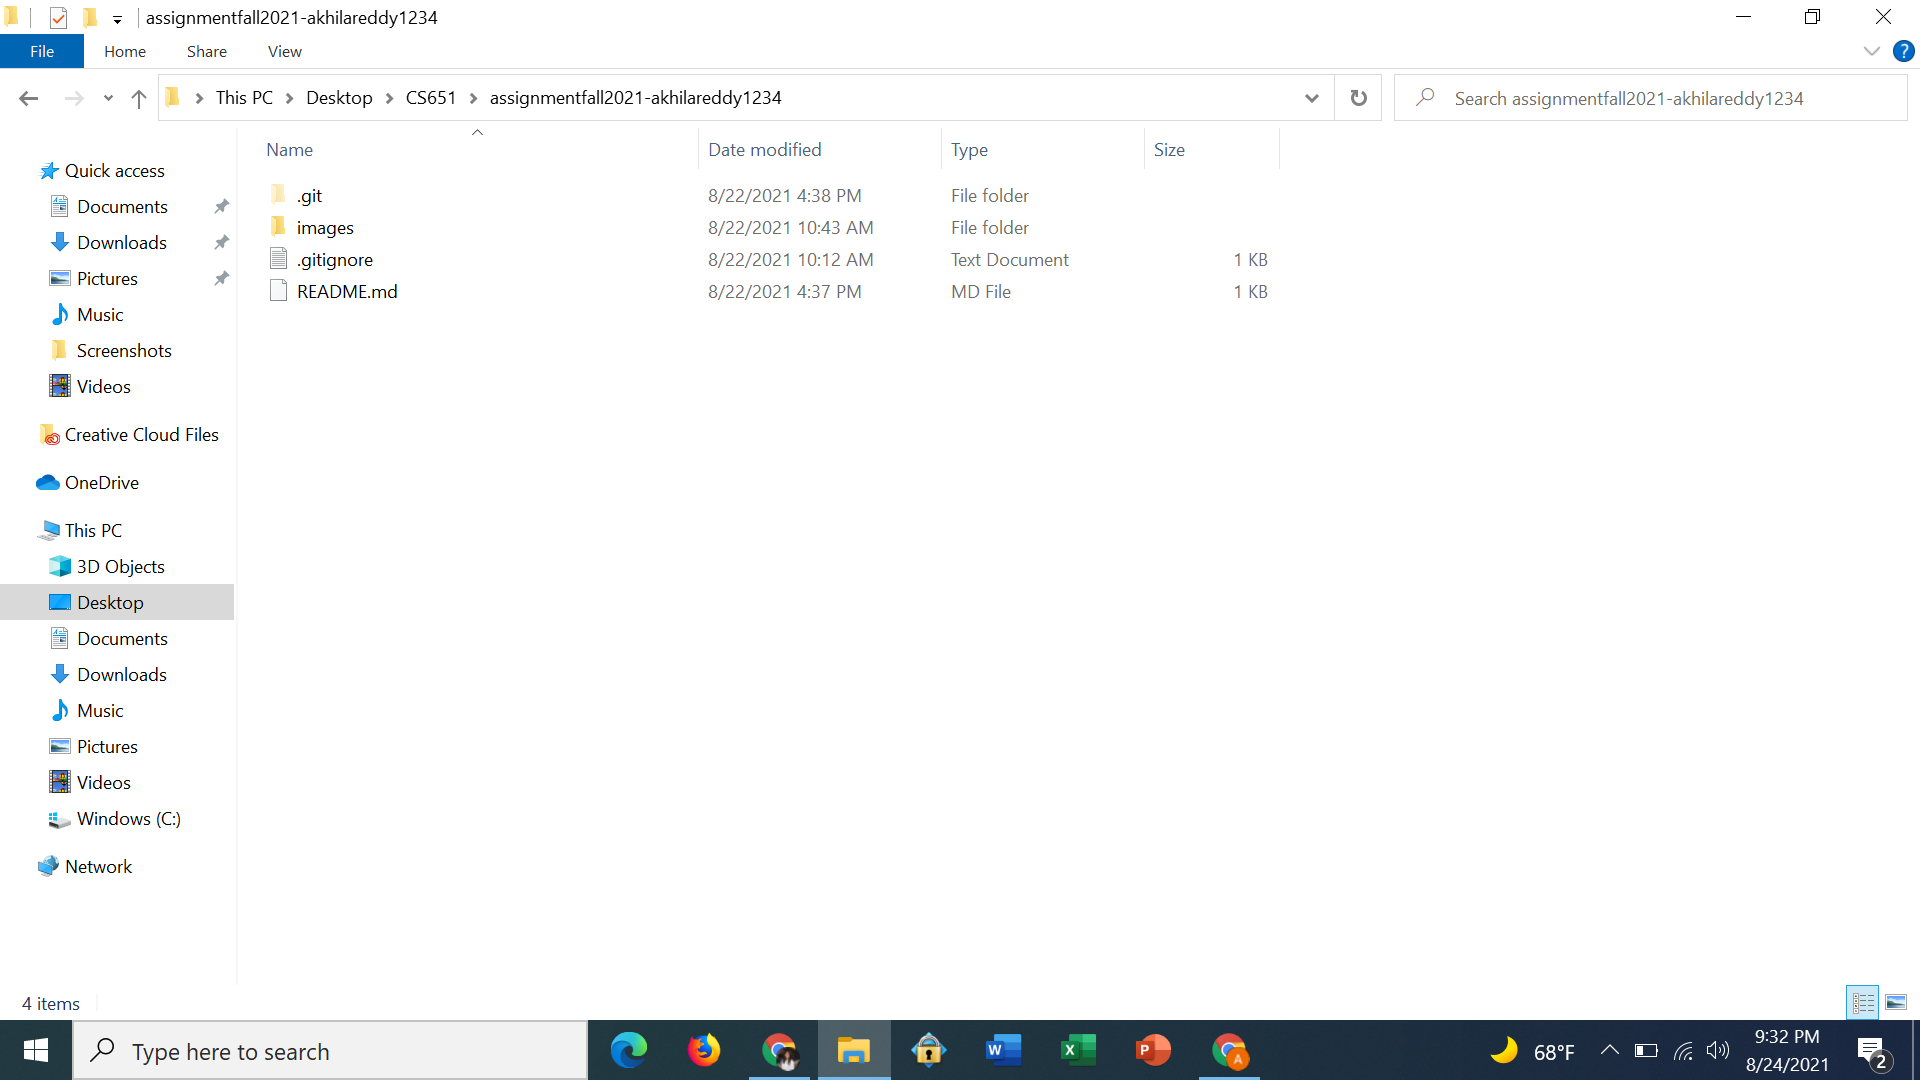 assignmentfall2021-akhilareddy1234
File Home Share View
?
This PC Desktop CS651 assignmentfall2021-akhilareddy1234
Search assignmentfall2021-akhilareddy1234
Name Date modified Type Size
.git 8/22/2021 4:38 PM File folder
images 8/22/2021 10:43 AM File folder
.gitignore 8/22/2021 10:12 AM Text Document 1 KB
README.md 8/22/2021 4:37 PM MD File 1 KB
Quick access
Documents
Downloads
Pictures
Music
Screenshots
Videos
Creative Cloud Files
OneDrive
This PC
3D Objects
Desktop
Documents
Downloads
Music
Pictures
Videos
Windows (C:)
Network
4 items
Type here to search
W
X
P
A
68°F
9:32 PM
8/24/2021
2